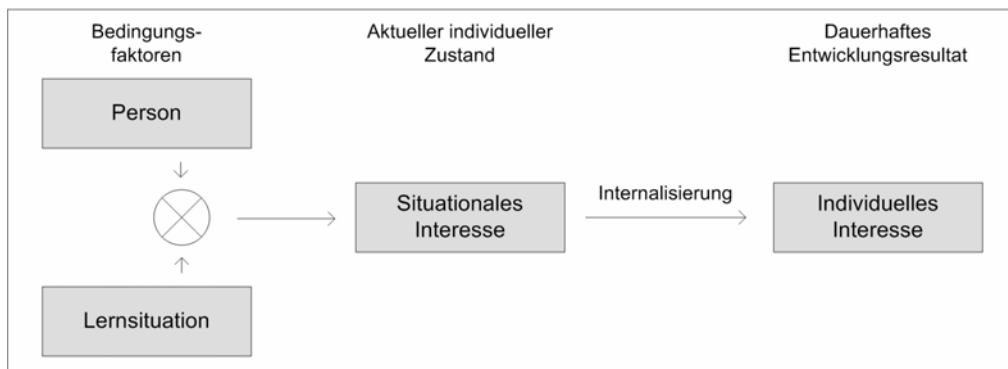 Bedingungs-
faktoren
Aktueller individueller
Zustand
Dauerhaftes
Entwicklungsresultat
Person
Situationales
Interesse
Internalisierung
Individuelles
Interesse
Lernsituation